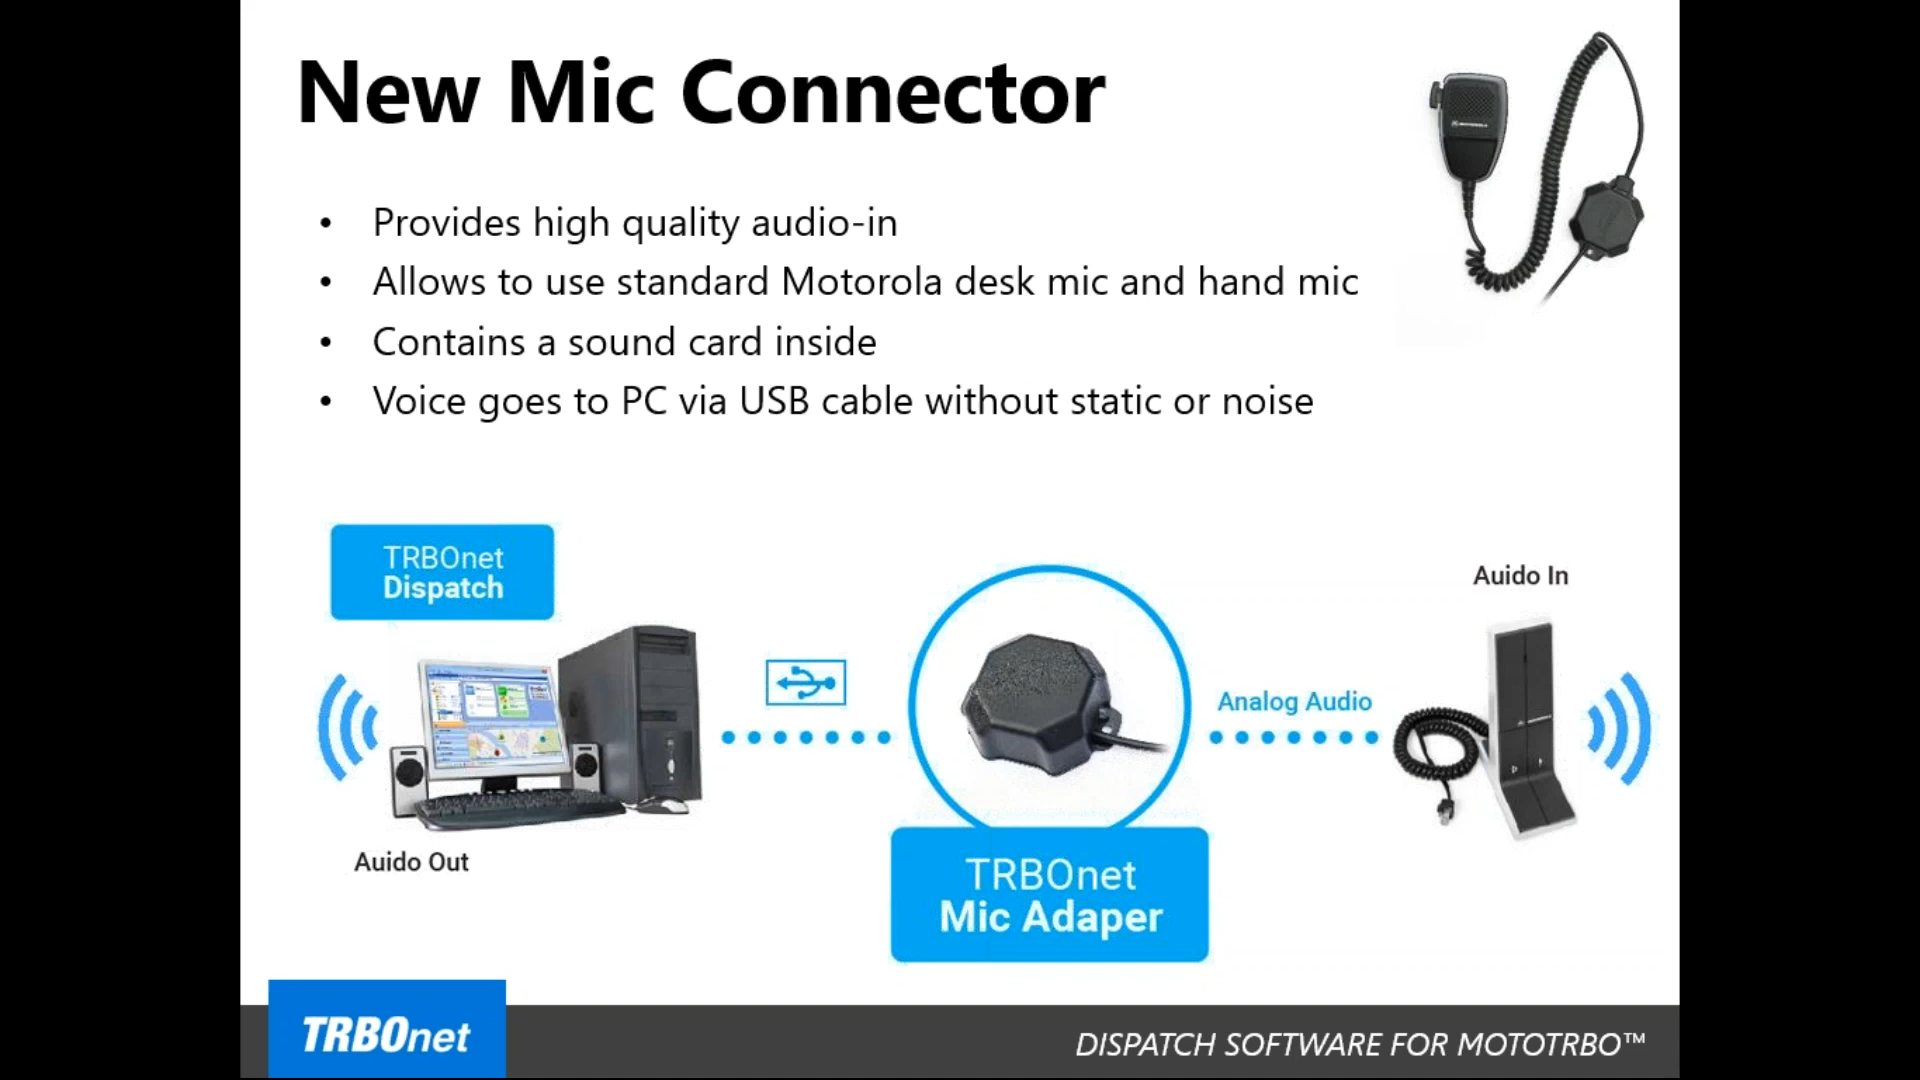 New Mic Connector
• Provides high quality audio-in
• Allows to use standard Motorola desk mic and hand mic
• Contains a sound card inside
• Voice goes to PC via USB cable without static or noise
TRBOnet
Dispatch
Auido In
Analog Audio
Auido Out
TRBOnet
Mic Adaper
TRBOnet
DISPATCH SOFTWARE FOR MOTOTRBO™